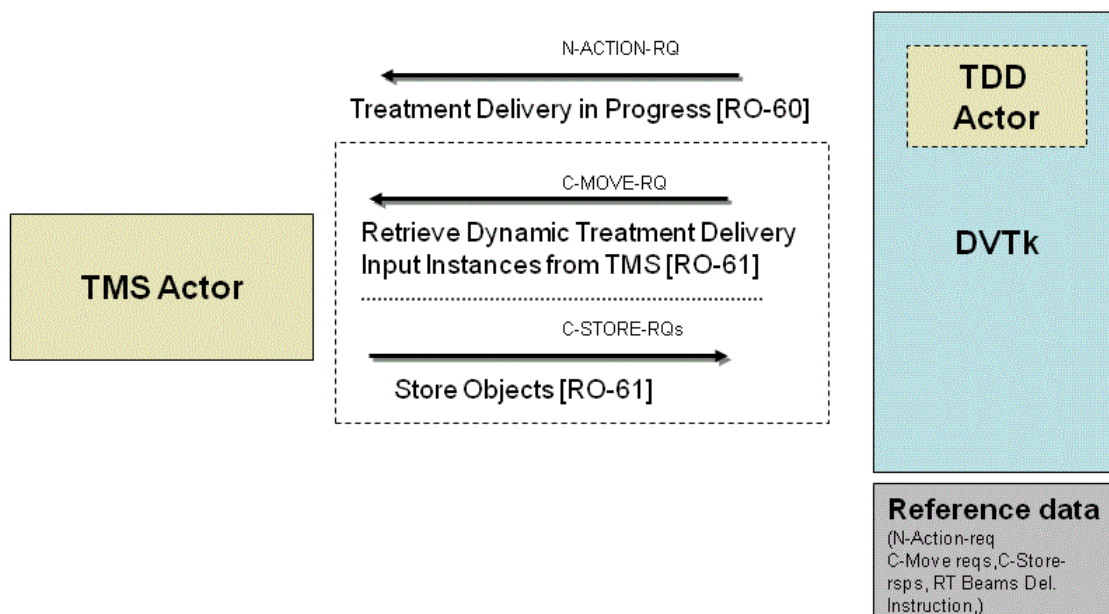 N-ACTION-RQ
Treatment Delivery in Progress [RO-60]
C-MOVE-RQ
Retrieve Dynamic Treatment Delivery
Input Instances from TMS [RO-61]
C-STORE-RQs
Store Objects [RO-61]
TMS Actor
TDD
Actor
DVTk
Reference data
(N-Action-req
C-Move reqs,C-Store-
rsps, RT Beams Del.
Instruction,)